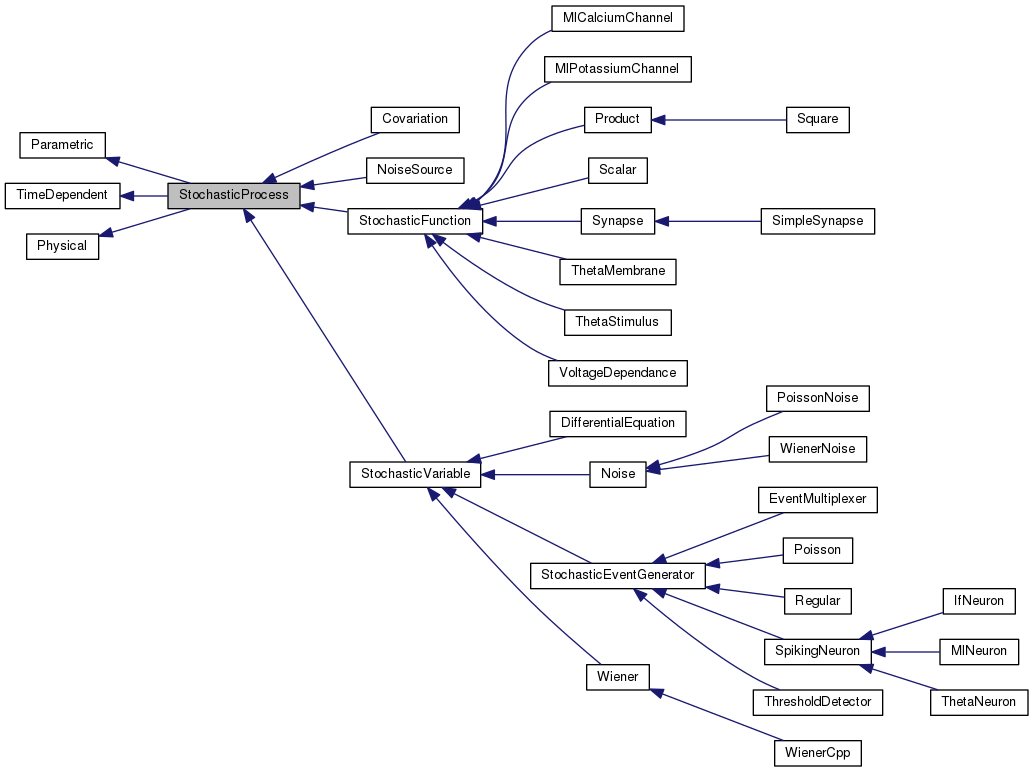 MlCalciumChannel
MlPotassiumChannel
Covariation
Product
Square
Parametric
NoiseSource
Scalar
TimeDependent
StochasticProcess
StochasticFunction
Synapse
SimpleSynapse
Physical
ThetaMembrane
ThetaStimulus
VoltageDependance
PoissonNoise
DifferentialEquation
WienerNoise
StochasticVariable
Noise
EventMultiplexer
Poisson
StochasticEventGenerator
Regular
IfNeuron
SpikingNeuron
MlNeuron
Wiener
ThresholdDetector
ThetaNeuron
WienerCpp